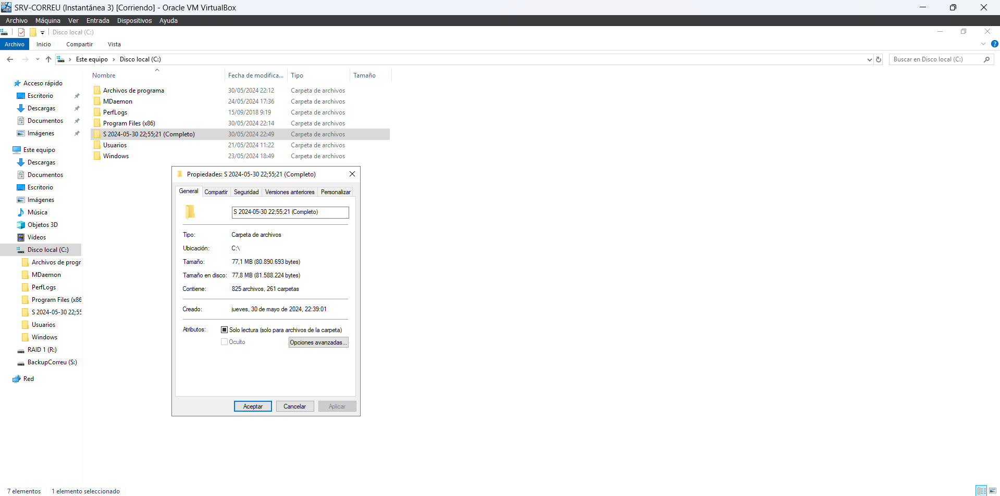 SRV-CORREU (Instantánea 3) [Corriendo] - Oracle VM VirtualBox
Archivo Máquina Ver Entrada Dispositivos Ayuda
Disco local (C:)
Archivo Inicio Compartir Vista
Este equipo > Disco local (C:)
Buscar en Disco local (C:)
Nombre Fecha de modifica... Tipo Tamaño
Archivos de programa 30/05/2024 22:12 Carpeta de archivos
MDaemon 24/05/2024 17:36 Carpeta de archivos
PerfLogs 15/09/2018 9:19 Carpeta de archivos
Program Files (x86) 30/05/2024 22:14 Carpeta de archivos
S 2024-05-30 22;55;21 (Completo) 30/05/2024 22:49 Carpeta de archivos
Usuarios 21/05/2024 11:22 Carpeta de archivos
Windows 23/05/2024 18:49 Carpeta de archivos
Acceso rápido
Escritorio
Descargas
Documentos
Imágenes
Este equipo
Descargas
Documentos
Escritorio
Imágenes
Música
Objetos 3D
Vídeos
Disco local (C:)
Archivos de progr
MDaemon
PerfLogs
Program Files (x86
S 2024-05-30 22;55
Usuarios
Windows
RAID 1 (R:)
BackupCorreu (S:)
Red
Propiedades: S 2024-05-30 22;55;21 (Completo)
General Compartir Seguridad Versiones anteriores Personalizar
S 2024-05-30 22;55;21 (Completo)
Tipo: Carpeta de archivos
Ubicación: C:\
Tamaño: 77,1 MB (80.890.693 bytes)
Tamaño en disco: 77,8 MB (81.588.224 bytes)
Contiene: 825 archivos, 261 carpetas
Creado: jueves, 30 de mayo de 2024, 22:39:01
Atributos: Solo lectura (solo para archivos de la carpeta)
Oculto Opciones avanzadas...
Aceptar Cancelar Aplicar
7 elementos 1 elemento seleccionado